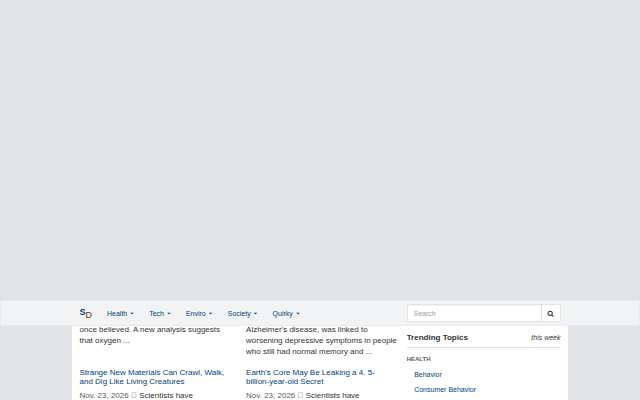 SD Health Tech Enviro Society Quirky Search
once believed. A new analysis suggests
that oxygen ...
Strange New Materials Can Crawl, Walk,
and Dig Like Living Creatures
Nov. 23, 2026 Scientists have
Alzheimer's disease, was linked to
worsening depressive symptoms in people
who still had normal memory and ...
Earth's Core May Be Leaking a 4. 5-
billion-year-old Secret
Nov. 23, 2026 Scientists have
Trending Topics this week
HEALTH
Behavior
Consumer Behavior